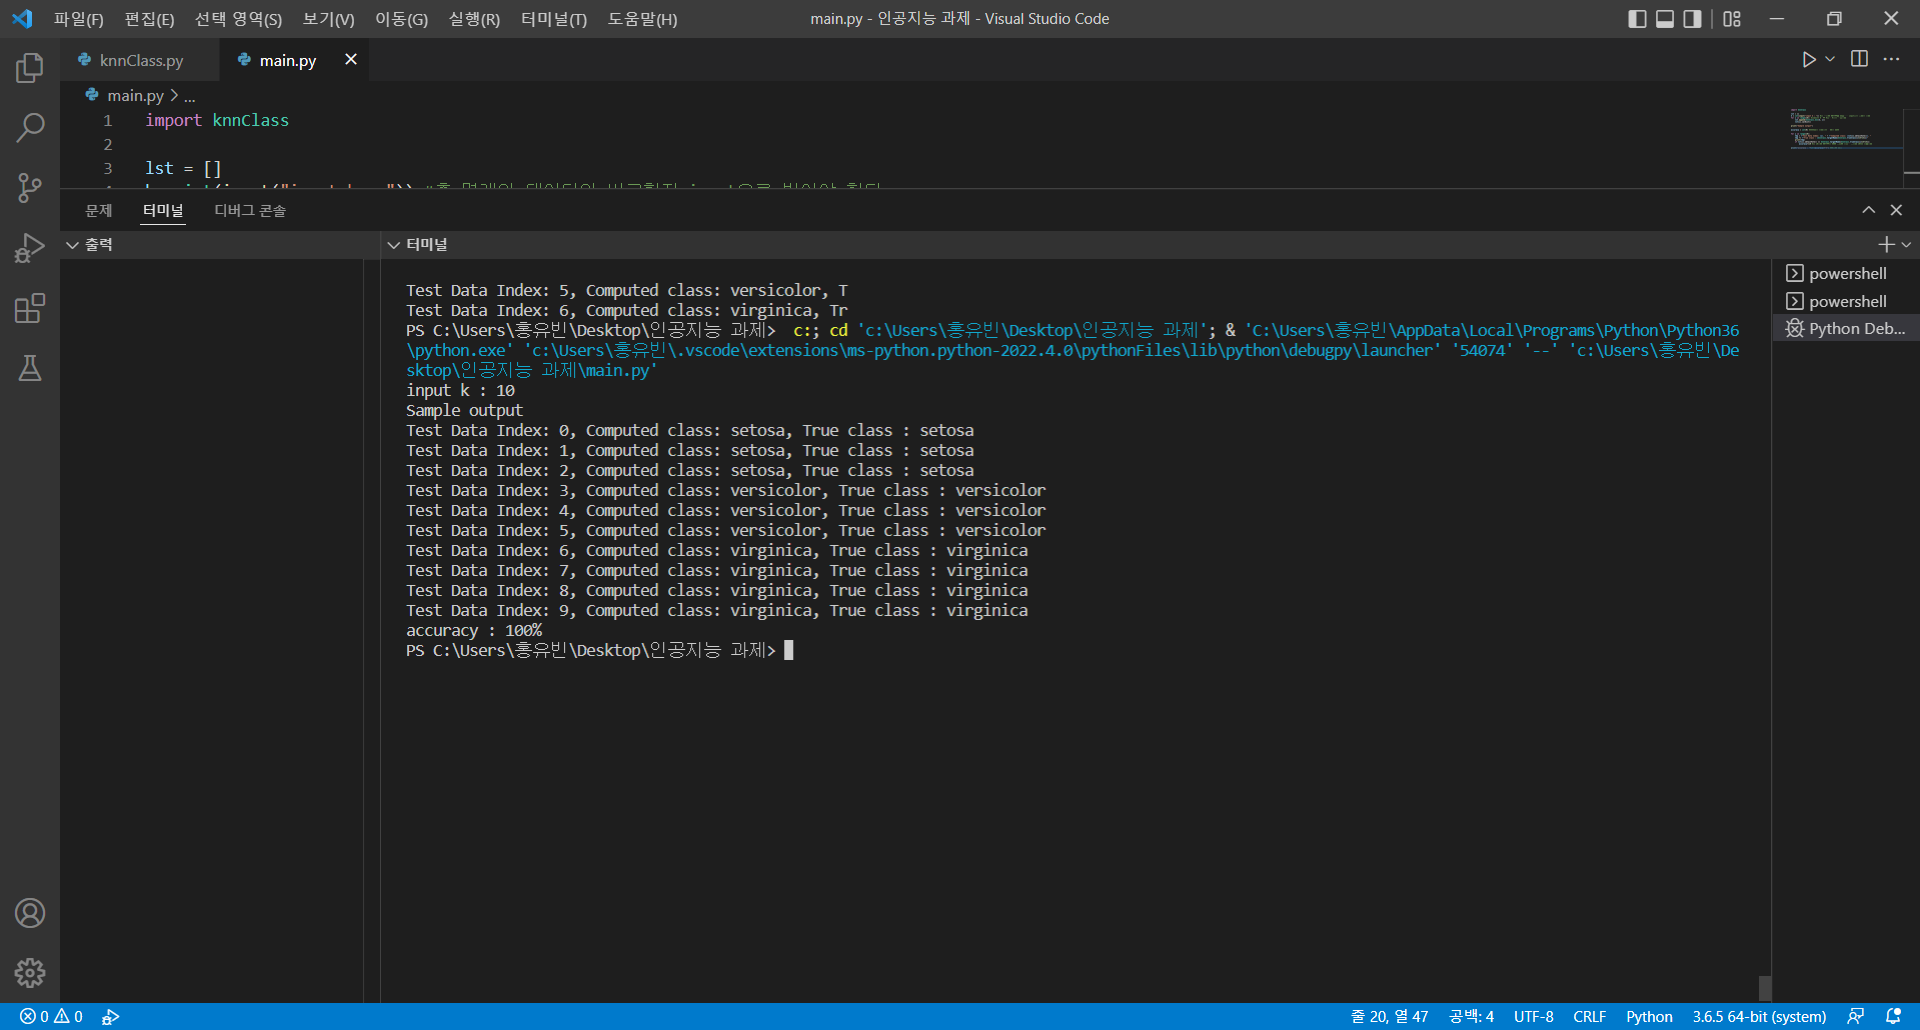 파일(F) 편집(E) 선택 영역(S) 보기(V) 이동(G) 실행(R) 터미널(T) 도움말(H) main.py - 인공지능 과제 - Visual Studio Code
knnClass.py main.py
main.py > ...
1 import knnClass
2
3 lst = []
문제 터미널 디버그 콘솔
출력 터미널
Test Data Index: 5, Computed class: versicolor, T
Test Data Index: 6, Computed class: virginica, Tr
PS C:\Users\홍유빈\Desktop\인공지능 과제>  c:; cd 'c:\Users\홍유빈\Desktop\인공지능 과제'; & 'C:\Users\홍유빈\AppData\Local\Programs\Python\Python36
\python.exe' 'c:\Users\홍유빈\.vscode\extensions\ms-python.python-2022.4.0\pythonFiles\lib\python\debugpy\launcher' '54074' '--' 'c:\Users\홍유빈\De
sktop\인공지능 과제\main.py'
input k : 10
Sample output
Test Data Index: 0, Computed class: setosa, True class : setosa
Test Data Index: 1, Computed class: setosa, True class : setosa
Test Data Index: 2, Computed class: setosa, True class : setosa
Test Data Index: 3, Computed class: versicolor, True class : versicolor
Test Data Index: 4, Computed class: versicolor, True class : versicolor
Test Data Index: 5, Computed class: versicolor, True class : versicolor
Test Data Index: 6, Computed class: virginica, True class : virginica
Test Data Index: 7, Computed class: virginica, True class : virginica
Test Data Index: 8, Computed class: virginica, True class : virginica
Test Data Index: 9, Computed class: virginica, True class : virginica
accuracy : 100%
PS C:\Users\홍유빈\Desktop\인공지능 과제>
powershell
powershell
Python Deb...
0 0 줄 20, 열 47 공백: 4 UTF-8 CRLF Python 3.6.5 64-bit (system)